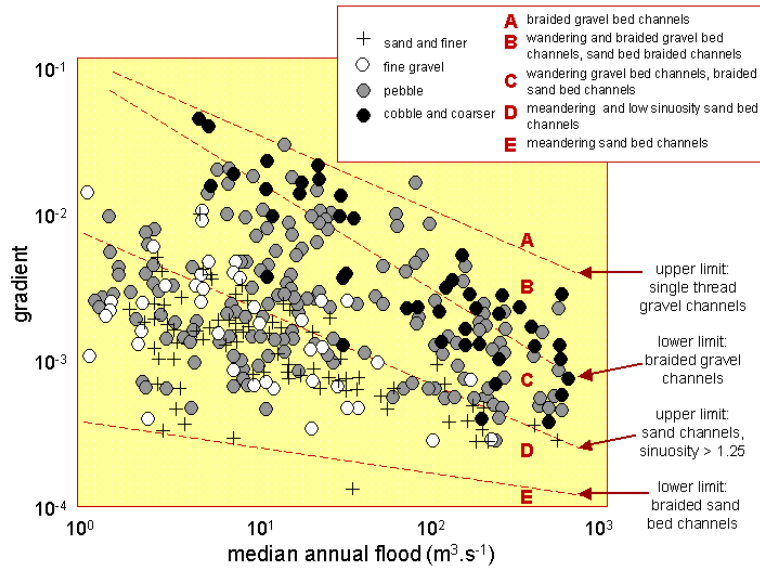 A braided gravel bed channels
B wandering and braided gravel bed
channels, sand bed braided channels
C wandering gravel bed channels, braided
sand bed channels
D meandering and low sinuosity sand bed
channels
E meandering sand bed channels
sand and finer
fine gravel
pebble
cobble and coarser
10-1
10-2
10-3
10-4
gradient
A
B
C
D
E
upper limit:
single thread
gravel channels
lower limit:
braided gravel
channels
upper limit:
sand channels,
sinuosity > 1.25
lower limit:
braided sand
bed channels
10⁰
10¹
10²
10³
median annual flood (m³.s⁻¹)